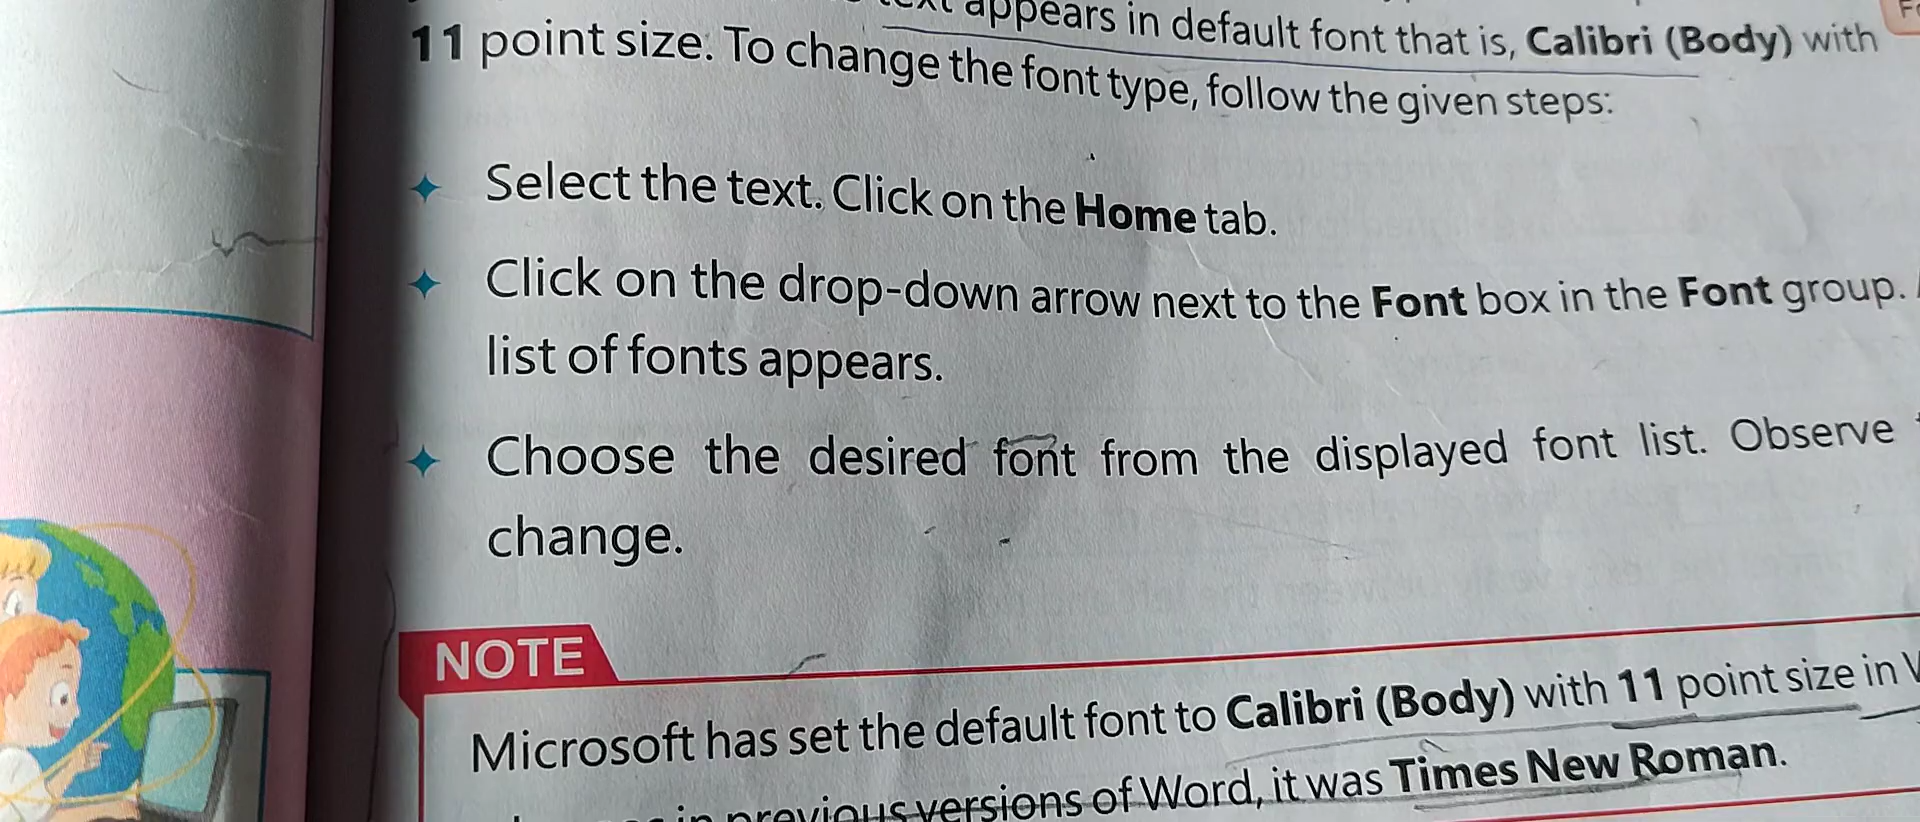 appears in default font that is, Calibri (Body) with
11 point size. To change the font type, follow the given steps:
Select the text. Click on the Home tab.
Click on the drop-down arrow next to the Font box in the Font group.
list of fonts appears.
Choose the desired font from the displayed font list. Observe
change.
NOTE
Microsoft has set the default font to Calibri (Body) with 11 point size in
in previous versions of Word, it was Times New Roman.